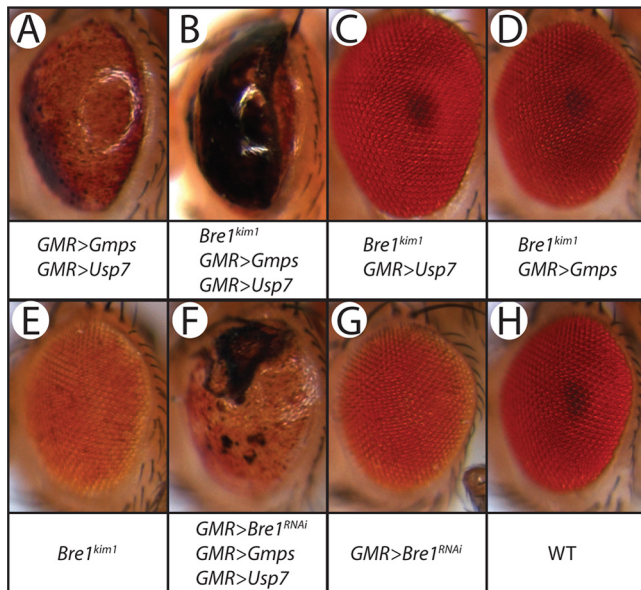 A B C D
GMR>Gmps
GMR>Usp7
Bre1kim1
GMR>Gmps
GMR>Usp7
Bre1kim1
GMR>Usp7
Bre1kim1
GMR>Gmps
E F G H
Bre1kim1
GMR>Bre1RNAi
GMR>Gmps
GMR>Usp7
GMR>Bre1RNAi
WT